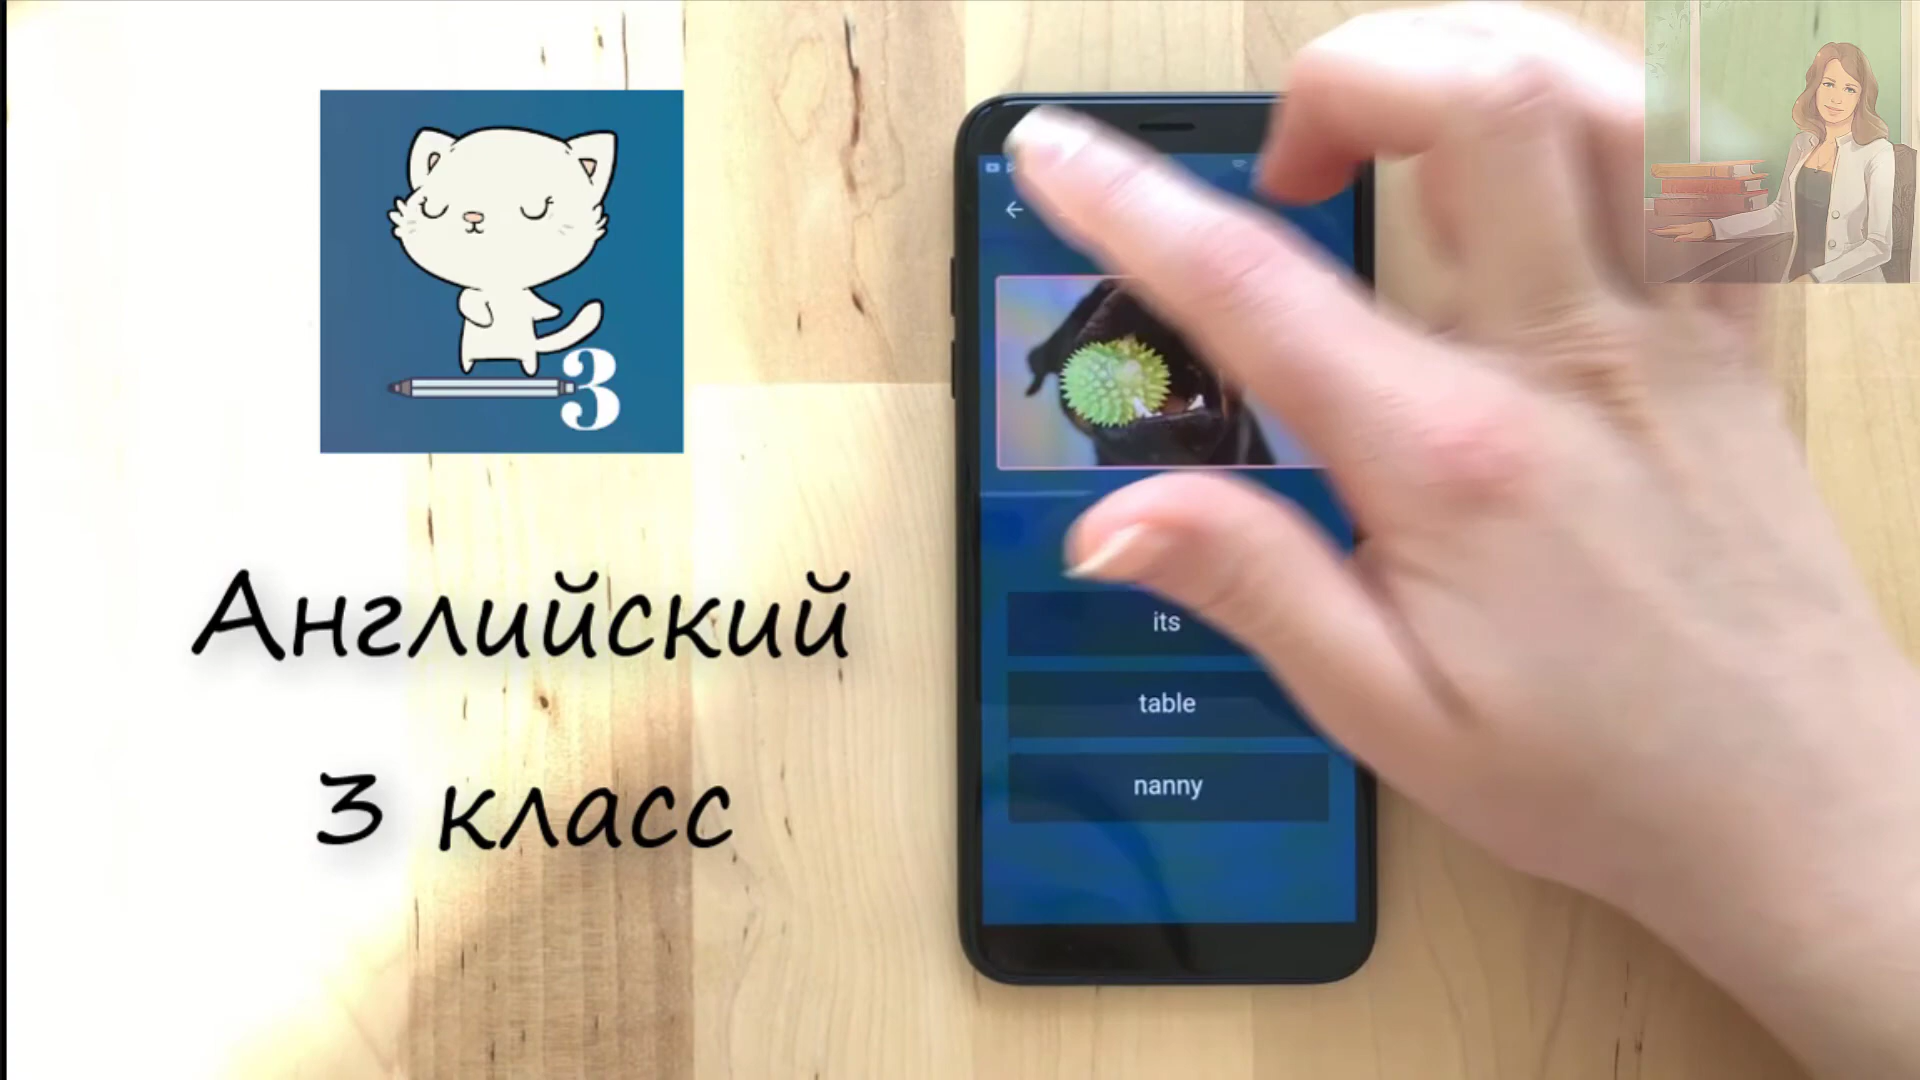 3
Английский
3 класс
its
table
nanny